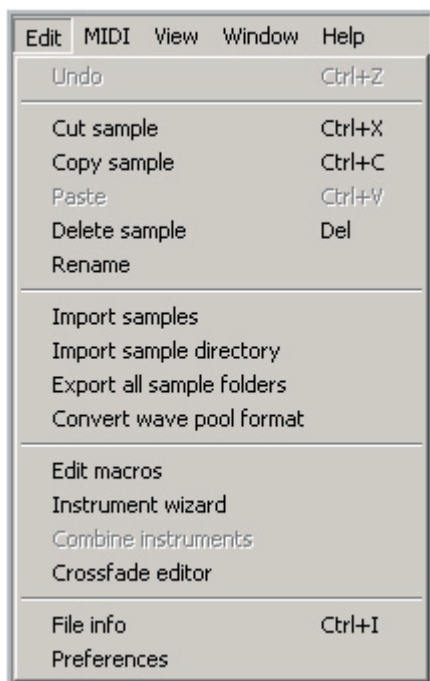 Edit MIDI View Window Help
Undo Ctrl+Z
Cut sample Ctrl+X
Copy sample Ctrl+C
Paste Ctrl+V
Delete sample Del
Rename
Import samples
Import sample directory
Export all sample folders
Convert wave pool format
Edit macros
Instrument wizard
Combine instruments
Crossfade editor
File info Ctrl+I
Preferences